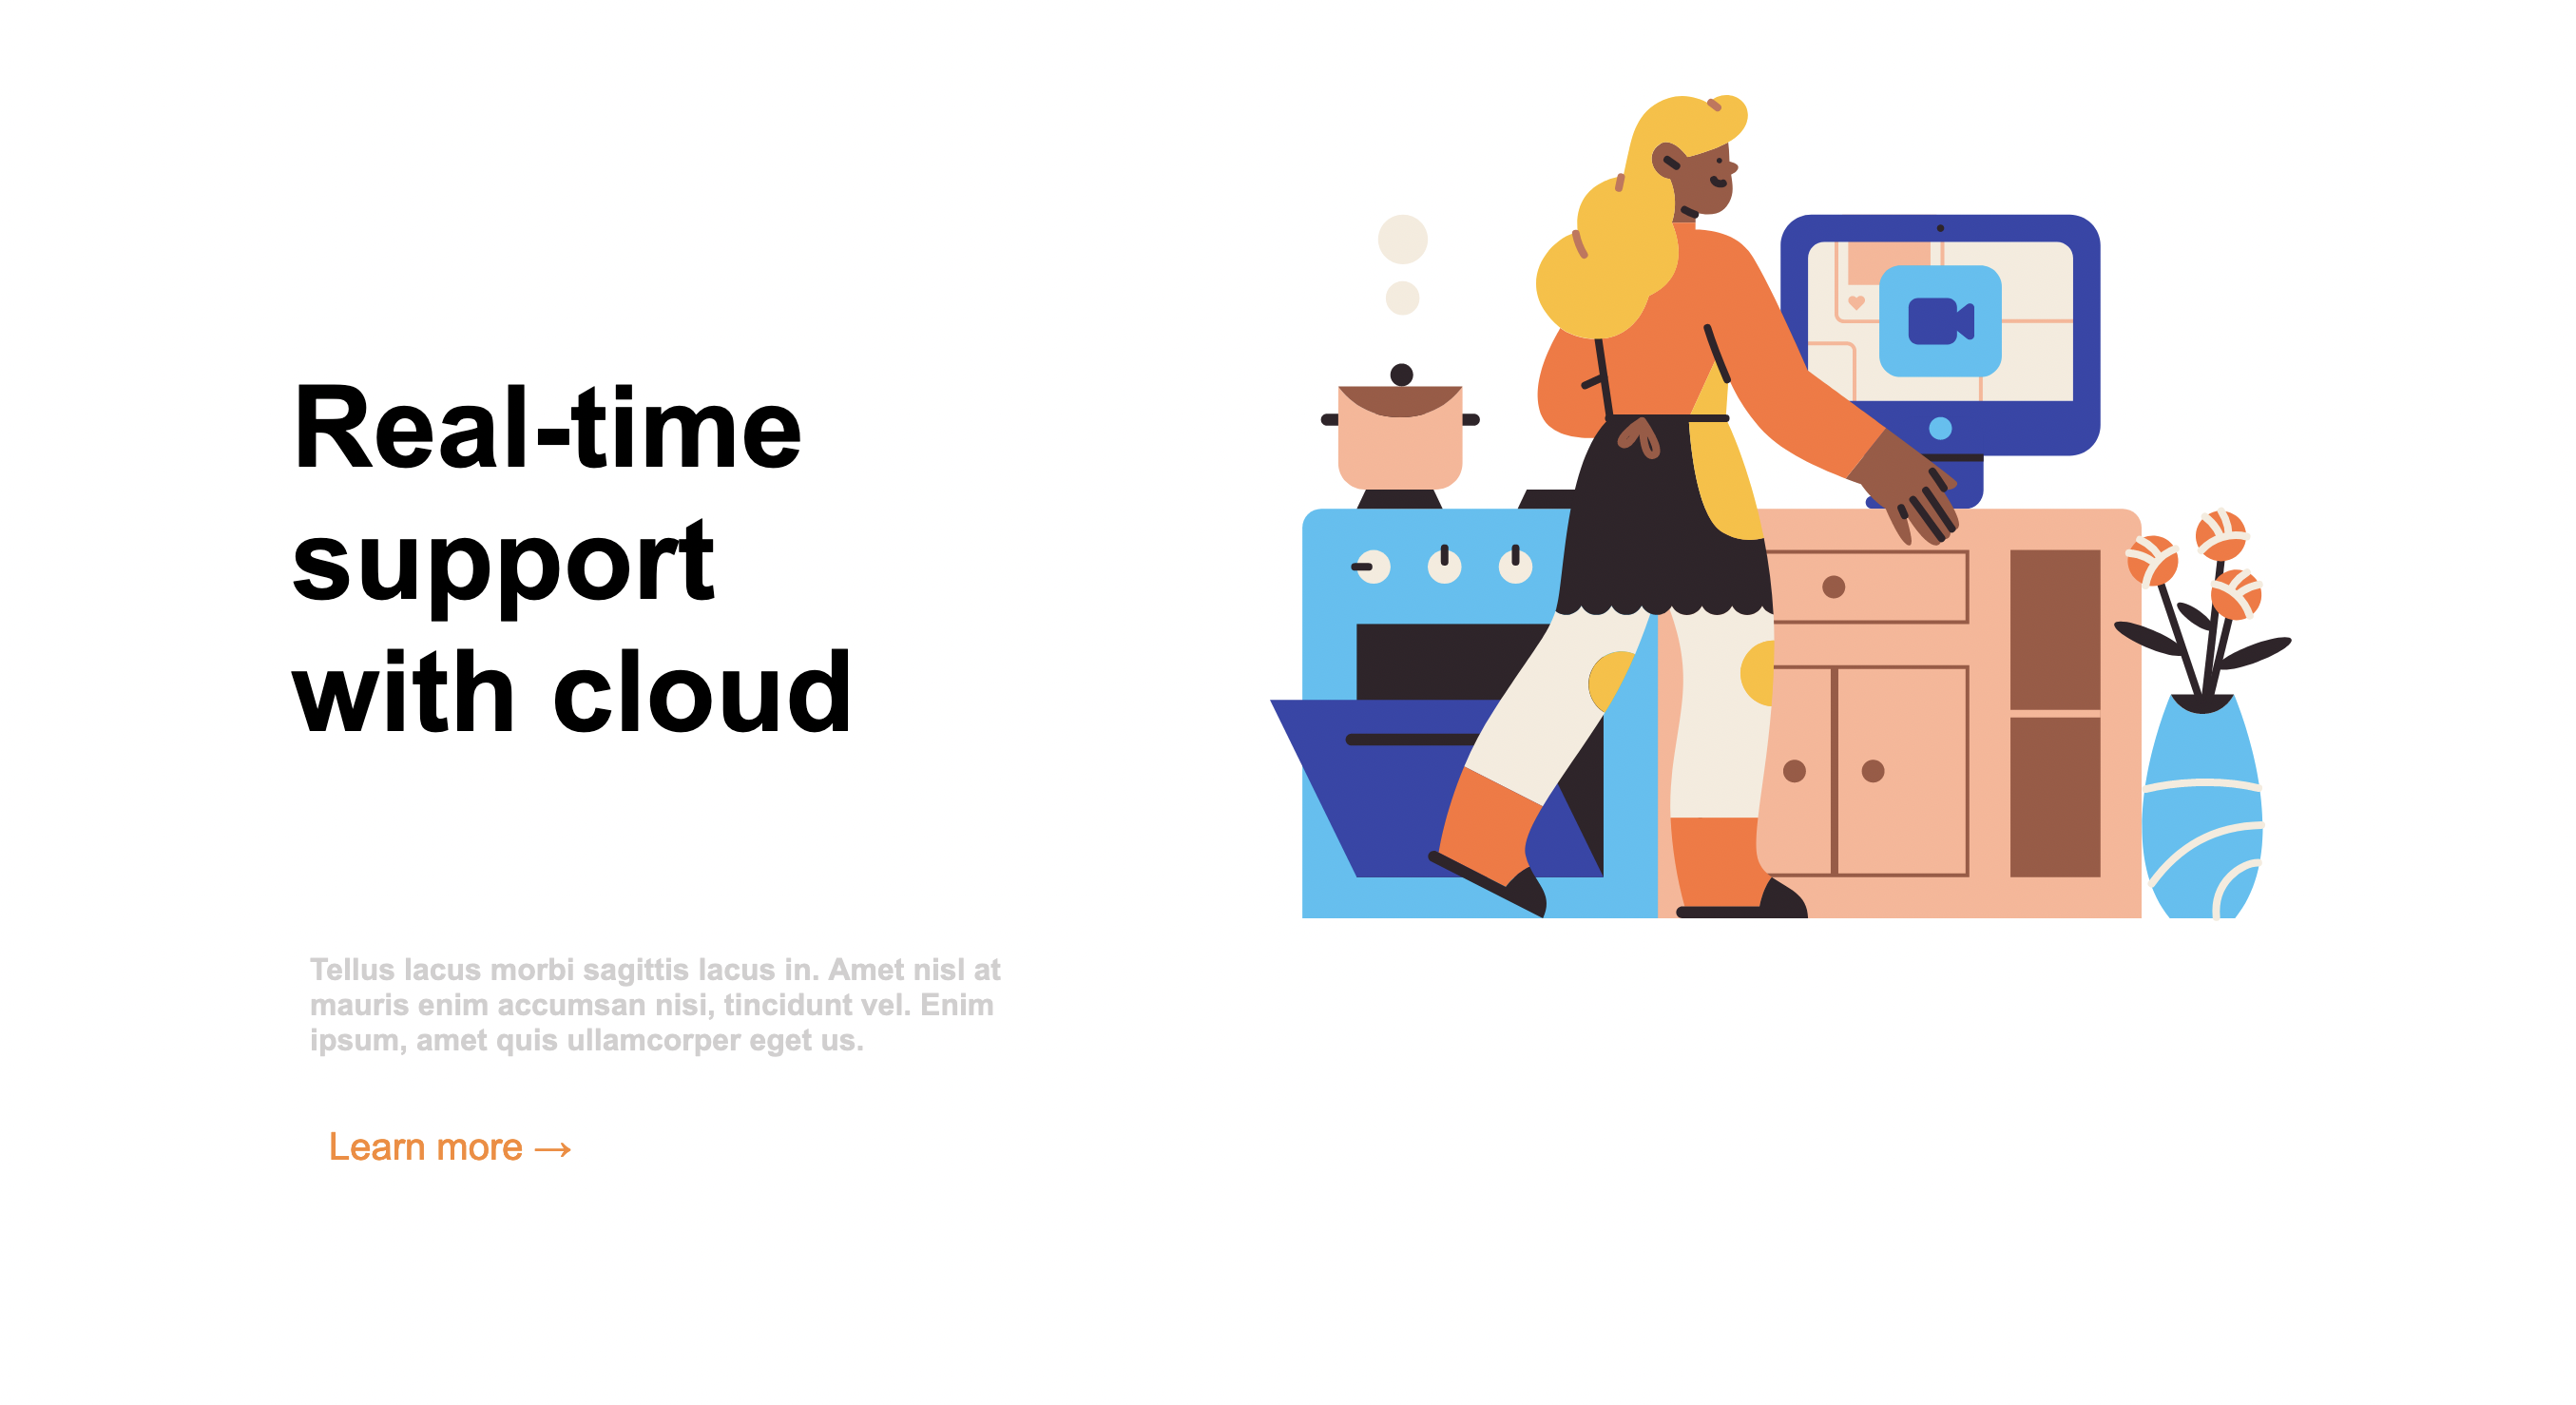 Real-time
support
with cloud
Tellus lacus morbi sagittis lacus in. Amet nisl at
mauris enim accumsan nisi, tincidunt vel. Enim
ipsum, amet quis ullamcorper eget us.
Learn more →